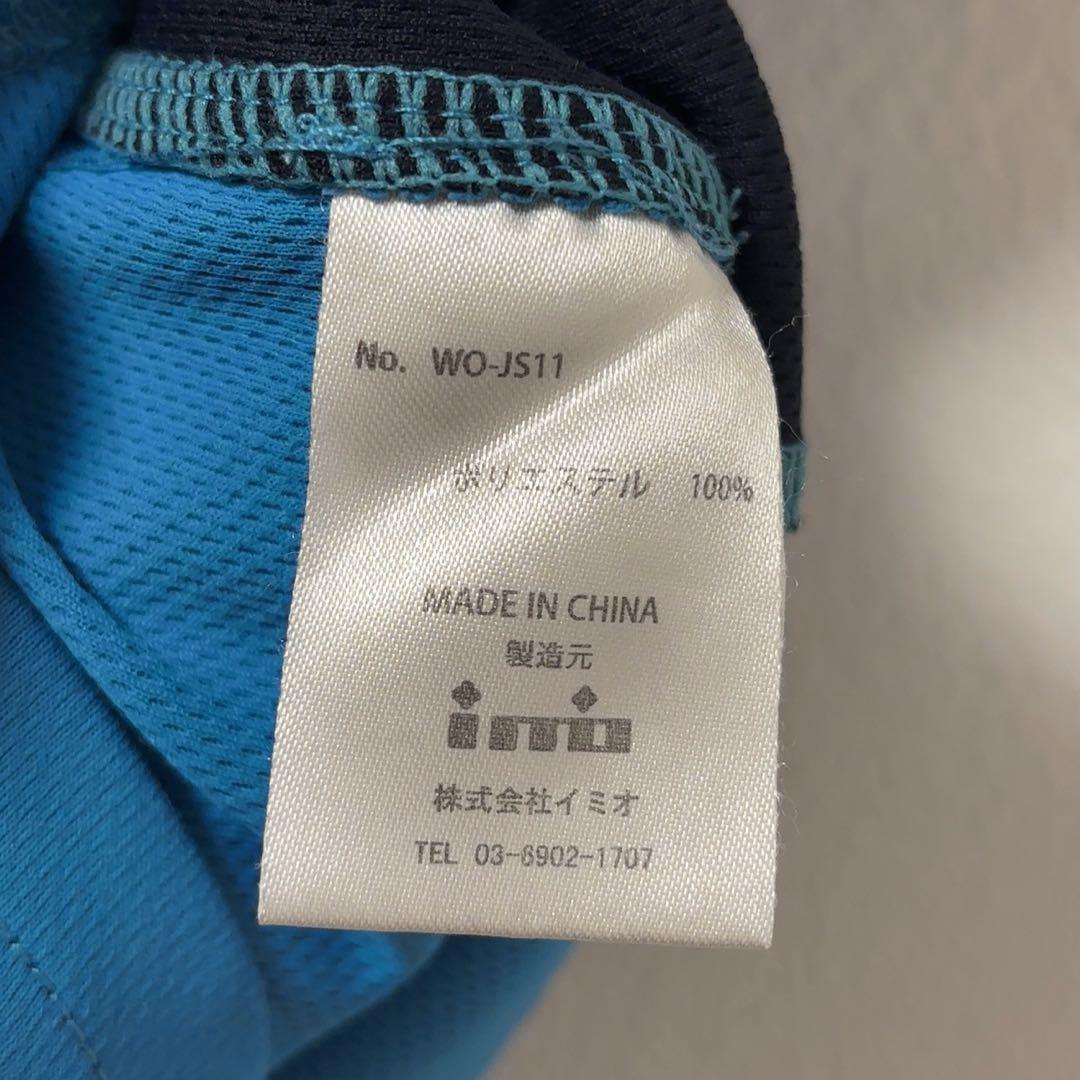 No. WO-JS11
ポリエステル 100%
MADE IN CHINA
製造元
imio
株式会社イミオ
TEL 03-6902-1707